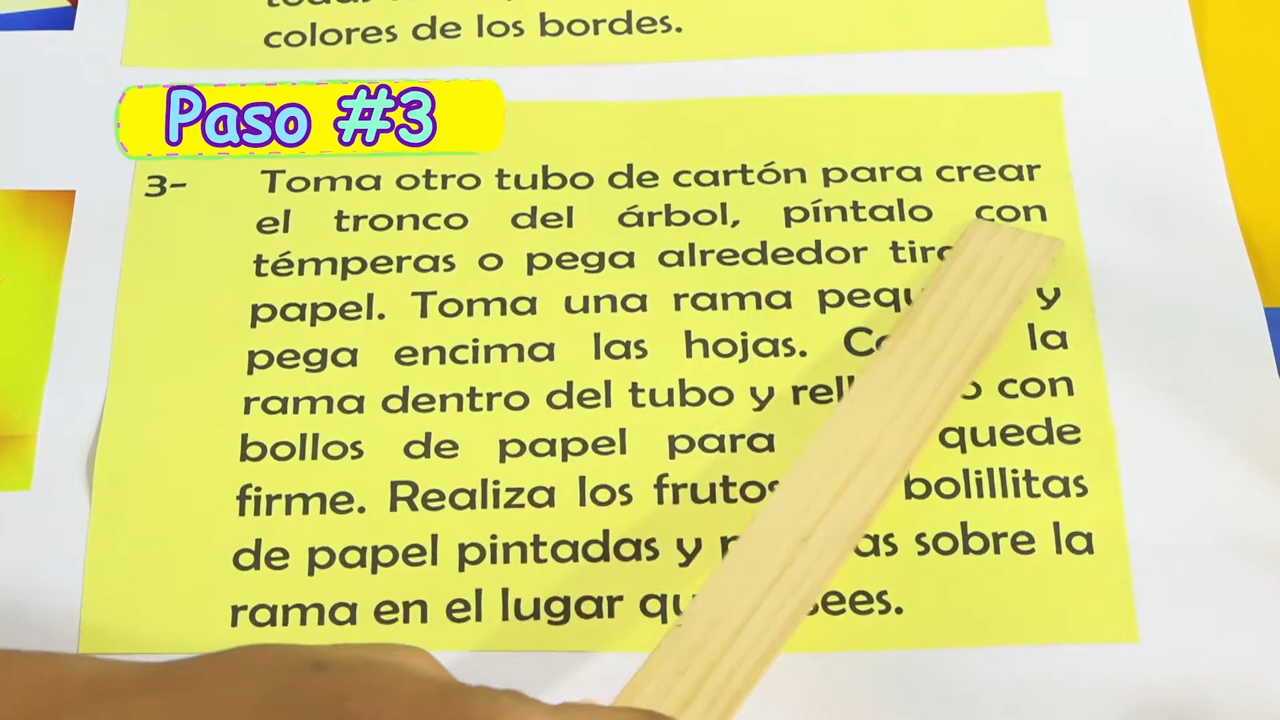 colores de los bordes.
Paso #3
3- Toma otro tubo de cartón para crear
el tronco del árbol, píntalo con
témperas o pega alrededor
papel. Toma una rama y
pega encima las hojas. la
rama dentro del tubo y con
bollos de papel para quede
firme. Realiza los frutos bolillitas
de papel pintadas y sobre la
rama en el lugar